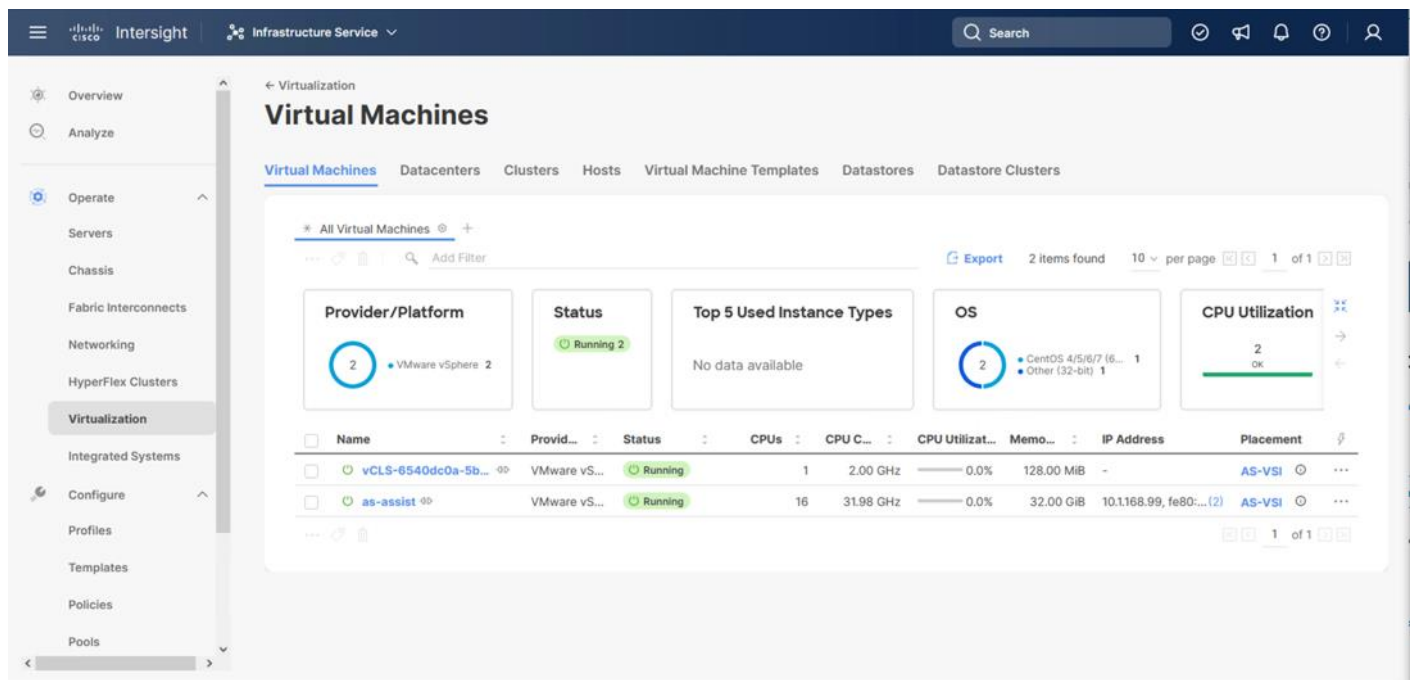 cisco Intersight Infrastructure Service Search
Overview
Analyze
Operate
Servers
Chassis
Fabric Interconnects
Networking
HyperFlex Clusters
Virtualization
Integrated Systems
Configure
Profiles
Templates
Policies
Pools
← Virtualization
Virtual Machines
Virtual Machines Datacenters Clusters Hosts Virtual Machine Templates Datastores Datastore Clusters
All Virtual Machines
Add Filter Export 2 items found 10 per page 1 of 1
Provider/Platform
2 VMware vSphere 2
Status
Running 2
Top 5 Used Instance Types
No data available
OS
2 CentOS 4/5/6/7 (6... 1
Other (32-bit) 1
CPU Utilization
2
OK
Name Provid... Status CPUs CPU C... CPU Utilizat... Memo... IP Address Placement
vCLS-6540dc0a-5b... VMware vS... Running 1 2.00 GHz 0.0% 128.00 MiB - AS-VSI ...
as-assist VMware vS... Running 16 31.98 GHz 0.0% 32.00 GiB 10.1.168.99, fe80:...(2) AS-VSI ...
... 1 of 1